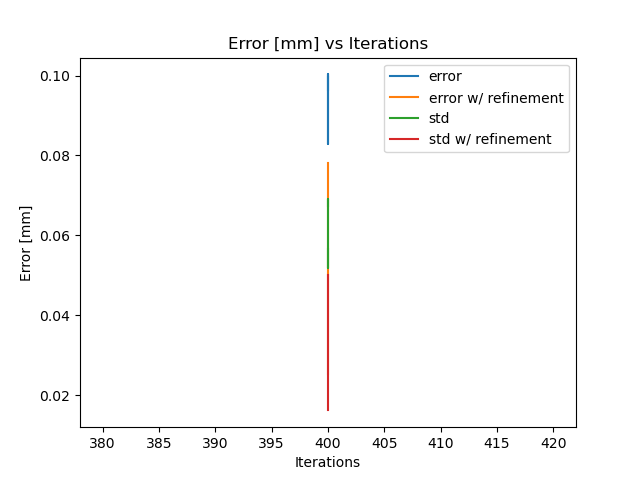 Error [mm] vs Iterations
error
error w/ refinement
std
std w/ refinement
0.10
0.08
0.06
0.04
0.02
Error [mm]
380 385 390 395 400 405 410 415 420
Iterations